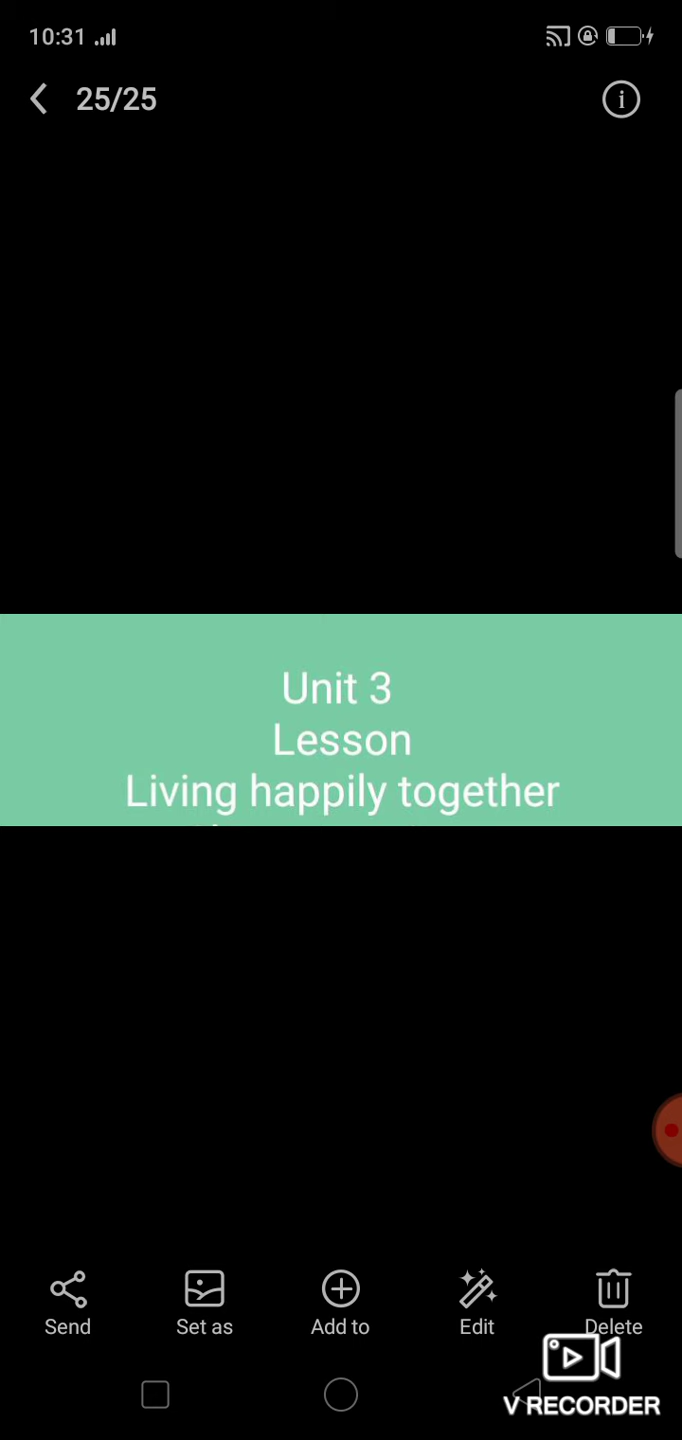 10:31
25/25
Unit 3
Lesson
Living happily together
Send
Set as
Add to
Edit
Delete
V RECORDER